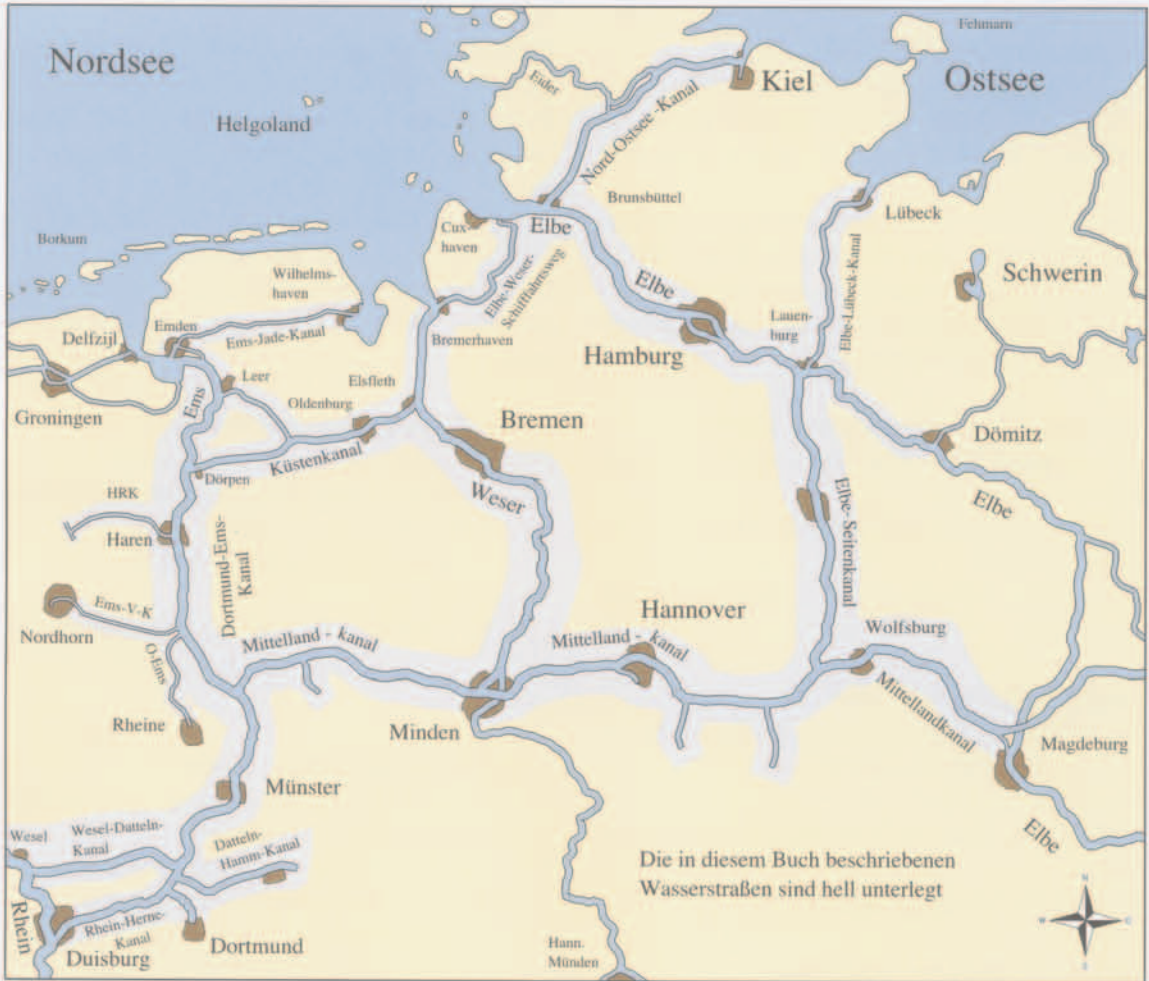 Nordsee
Fehmarn
Kiel
Ostsee
Eider
Helgoland
Nord-Ostsee-Kanal
Brunsbüttel
Lübeck
Cux-
haven
Elbe
Borkum
Wilhelms-
haven
Elbe-Weser-
Schifffahrtsweg
Elbe
Elbe-Lübeck-Kanal
Schwerin
Delfzijl
Emden
Ems-Jade-Kanal
Bremerhaven
Hamburg
Lauen-
burg
Groningen
Ems
Leer
Oldenburg
Elsfleth
Bremen
Dömitz
Küstenkanal
Dörpen
Weser
Elbe
HRK
Haren
Dortmund-Ems-
Kanal
Elbe-Seitenkanal
Ems-V-K
Nordhorn
O-Ems
Mittelland - kanal
Hannover
Mittelland - kanal
Wolfsburg
Mittellandkanal
Rheine
Minden
Magdeburg
Münster
Wesel
Wesel-Datteln-
Kanal
Datteln-
Hamm-Kanal
Elbe
Die in diesem Buch beschriebenen
Wasserstraßen sind hell unterlegt
Rhein
Rhein-Herne-
Kanal
Duisburg
Dortmund
Hann.
Münden
N
W
O
S